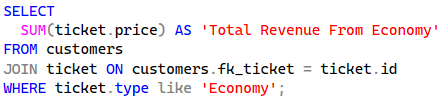 SELECT
SUM(ticket.price) AS 'Total Revenue From Economy'
FROM customers
JOIN ticket ON customers.fk_ticket = ticket.id
WHERE ticket.type like 'Economy';